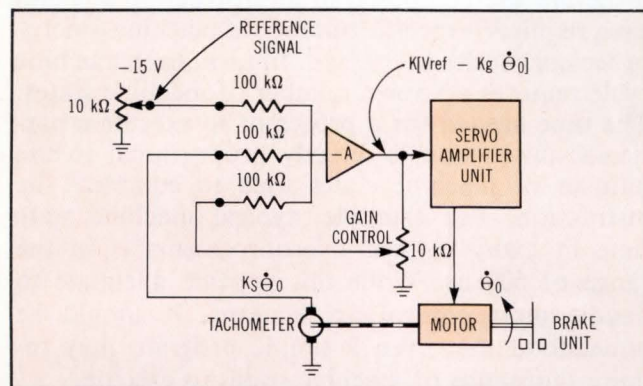 REFERENCE
SIGNAL
K[Vref – Kg Θ̇₀]
–15 V
100 kΩ
10 kΩ
100 kΩ
–A
SERVO
AMPLIFIER
UNIT
100 kΩ
GAIN
CONTROL
10 kΩ
KsΘ̇₀
Θ̇₀
TACHOMETER
MOTOR
BRAKE
UNIT